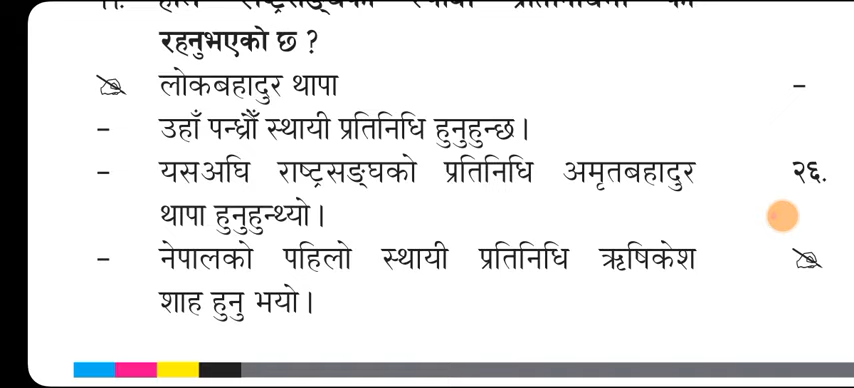 रहनुभएको छ ?
लोकबहादुर थापा
-
- उहाँ पन्ध्रौँ स्थायी प्रतिनिधि हुनुहुन्छ।
- यसअघि राष्ट्रसङ्घको प्रतिनिधि अमृतबहादुर
२६.
थापा हुनुहुन्थ्यो।
- नेपालको पहिलो स्थायी प्रतिनिधि ऋषिकेश
शाह हुनु भयो।